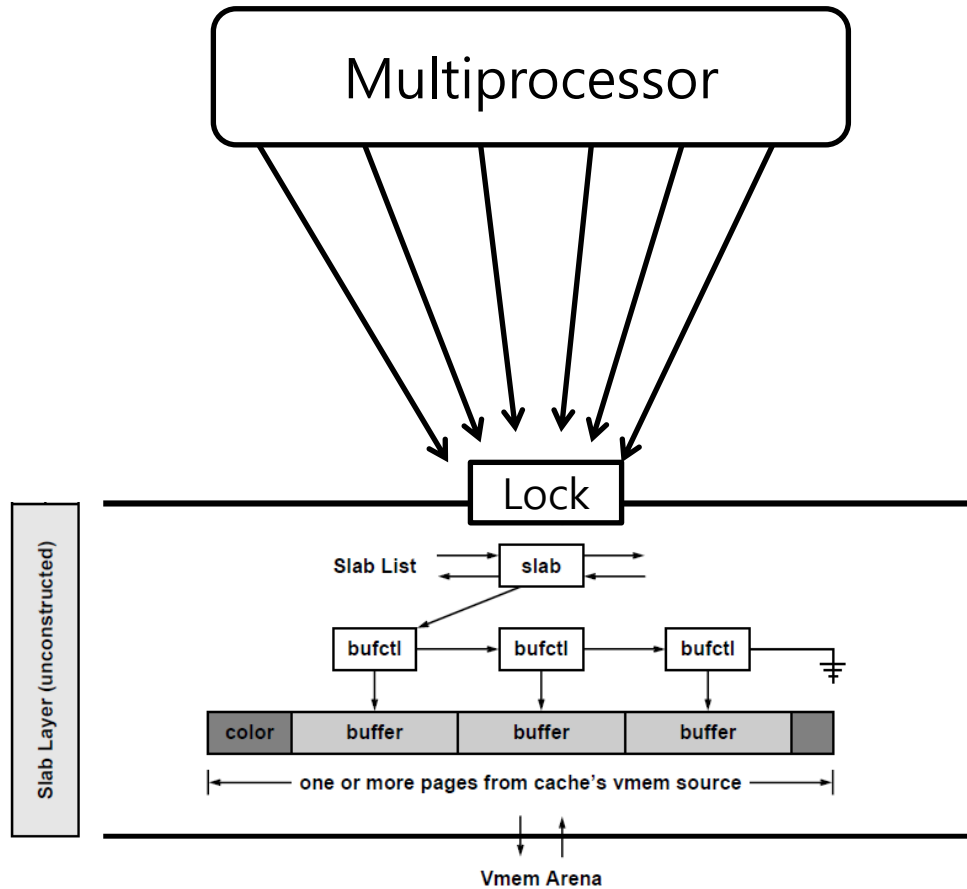 Multiprocessor
Lock
Slab Layer (unconstructed)
Slab List
slab
bufctl
bufctl
bufctl
color
buffer
buffer
buffer
one or more pages from cache's vmem source
Vmem Arena